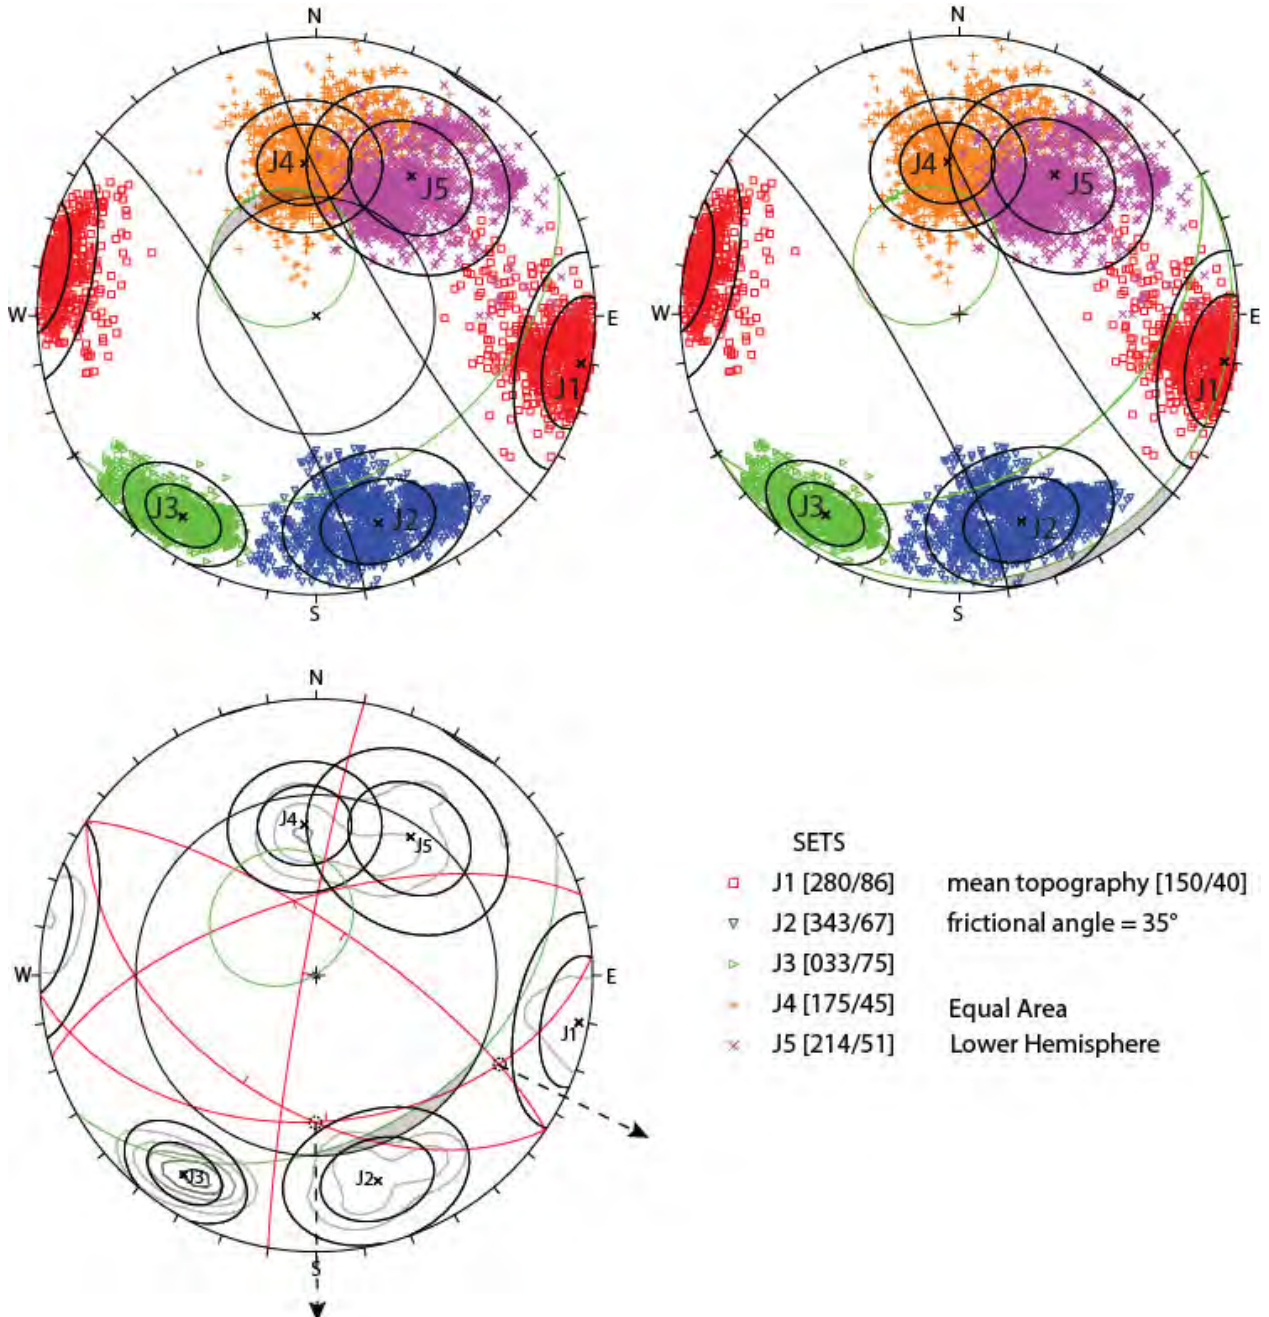 N
J4
J5
W
E
J1
J3
J2
S
N
J4
J5
W
E
J1
J3
J2
S
N
J4
J5
W
E
J1
J3
J2
S
SETS
J1 [280/86]
mean topography [150/40]
J2 [343/67]
frictional angle = 35°
J3 [033/75]
J4 [175/45]
Equal Area
J5 [214/51]
Lower Hemisphere